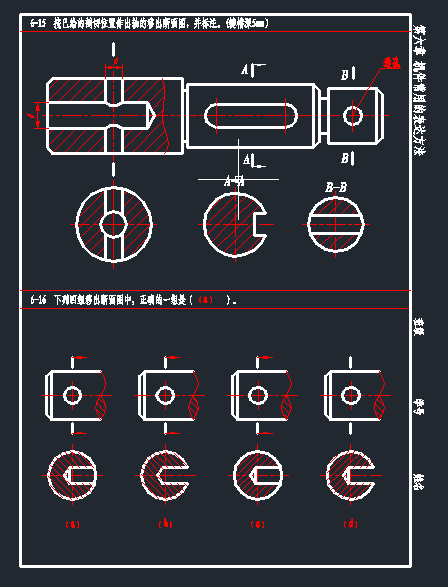 6-15 按已给的剖切位置作出轴的移出断面图，并标注。(键槽深5mm)
第六章 机件常用的表达方法
通孔
A
B
A
B
A-A
B-B
6-16 下列四组移出断面图中，正确的一组是 ( (a) )。
班级
学号
姓名
(a) (b) (c) (d)